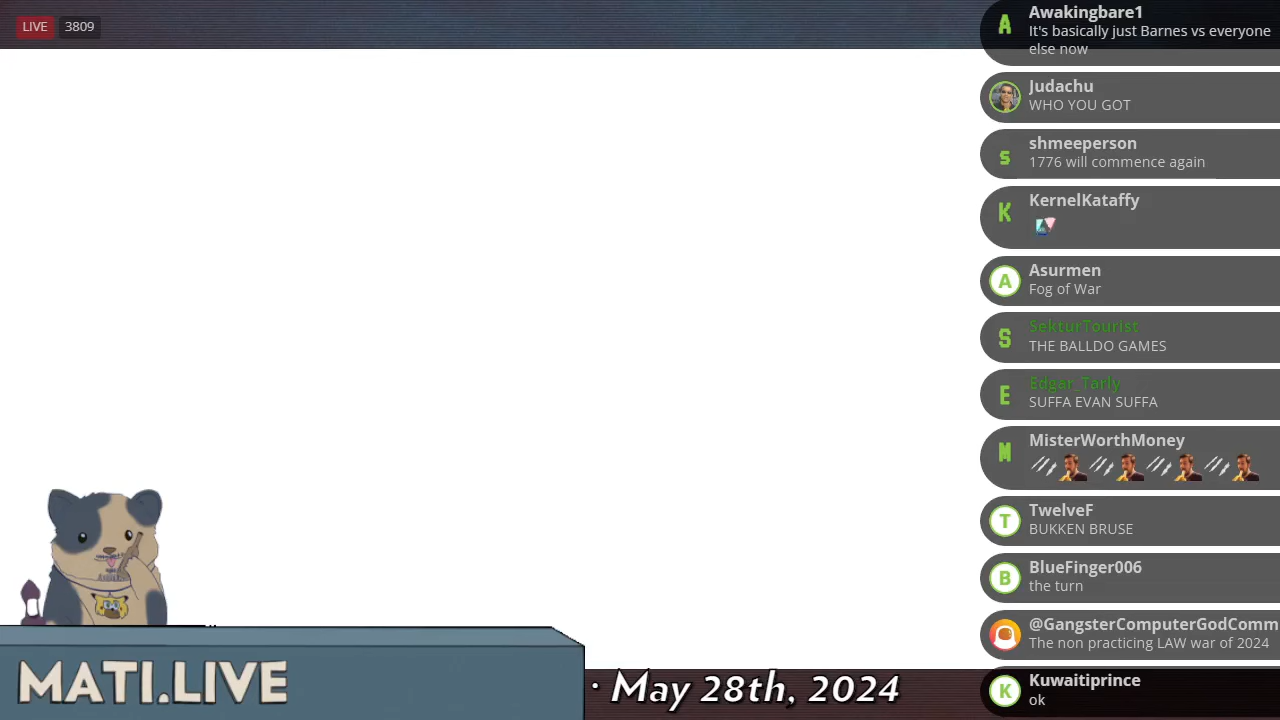 LIVE 3809
Awakingbare1
It's basically just Barnes vs everyone
else now
Judachu
WHO YOU GOT
shmeeperson
1776 will commence again
KernelKataffy
Asurmen
Fog of War
SekturTourist
THE BALLDO GAMES
Edgar_Tarly
SUFFA EVAN SUFFA
MisterWorthMoney
TwelveF
BUKKEN BRUSE
BlueFinger006
the turn
@GangsterComputerGodComm
The non practicing LAW war of 2024
Kuwaitiprince
ok
MATI.LIVE
· May 28th, 2024